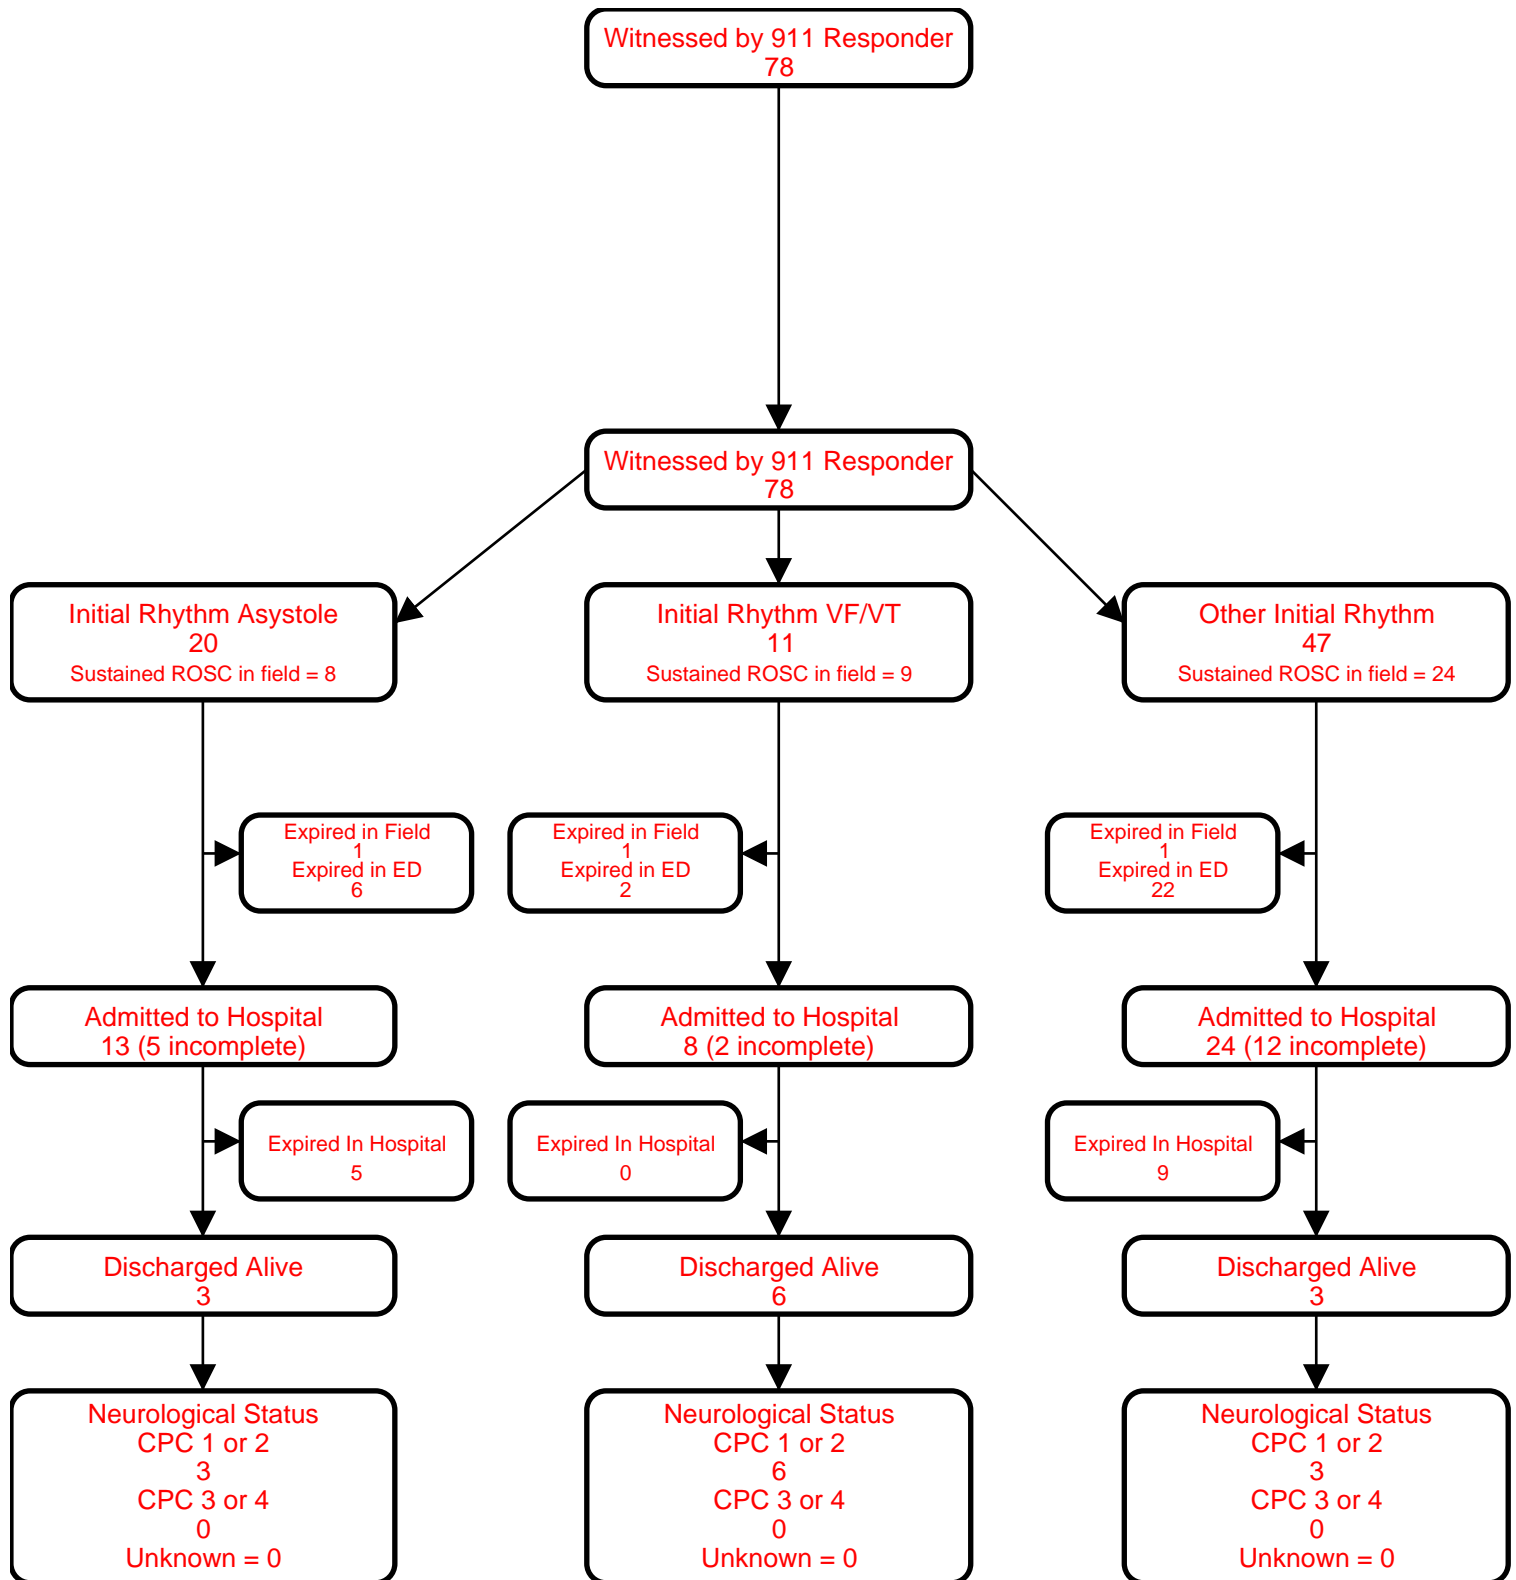 Witnessed by 911 Responder
78
Witnessed by 911 Responder
78
Initial Rhythm Asystole
20
Sustained ROSC in field = 8
Initial Rhythm VF/VT
11
Sustained ROSC in field = 9
Other Initial Rhythm
47
Sustained ROSC in field = 24
Expired in Field
1
Expired in ED
6
Expired in Field
1
Expired in ED
2
Expired in Field
1
Expired in ED
22
Admitted to Hospital
13 (5 incomplete)
Admitted to Hospital
8 (2 incomplete)
Admitted to Hospital
24 (12 incomplete)
Expired In Hospital
5
Expired In Hospital
0
Expired In Hospital
9
Discharged Alive
3
Discharged Alive
6
Discharged Alive
3
Neurological Status
CPC 1 or 2
3
CPC 3 or 4
0
Unknown = 0
Neurological Status
CPC 1 or 2
6
CPC 3 or 4
0
Unknown = 0
Neurological Status
CPC 1 or 2
3
CPC 3 or 4
0
Unknown = 0